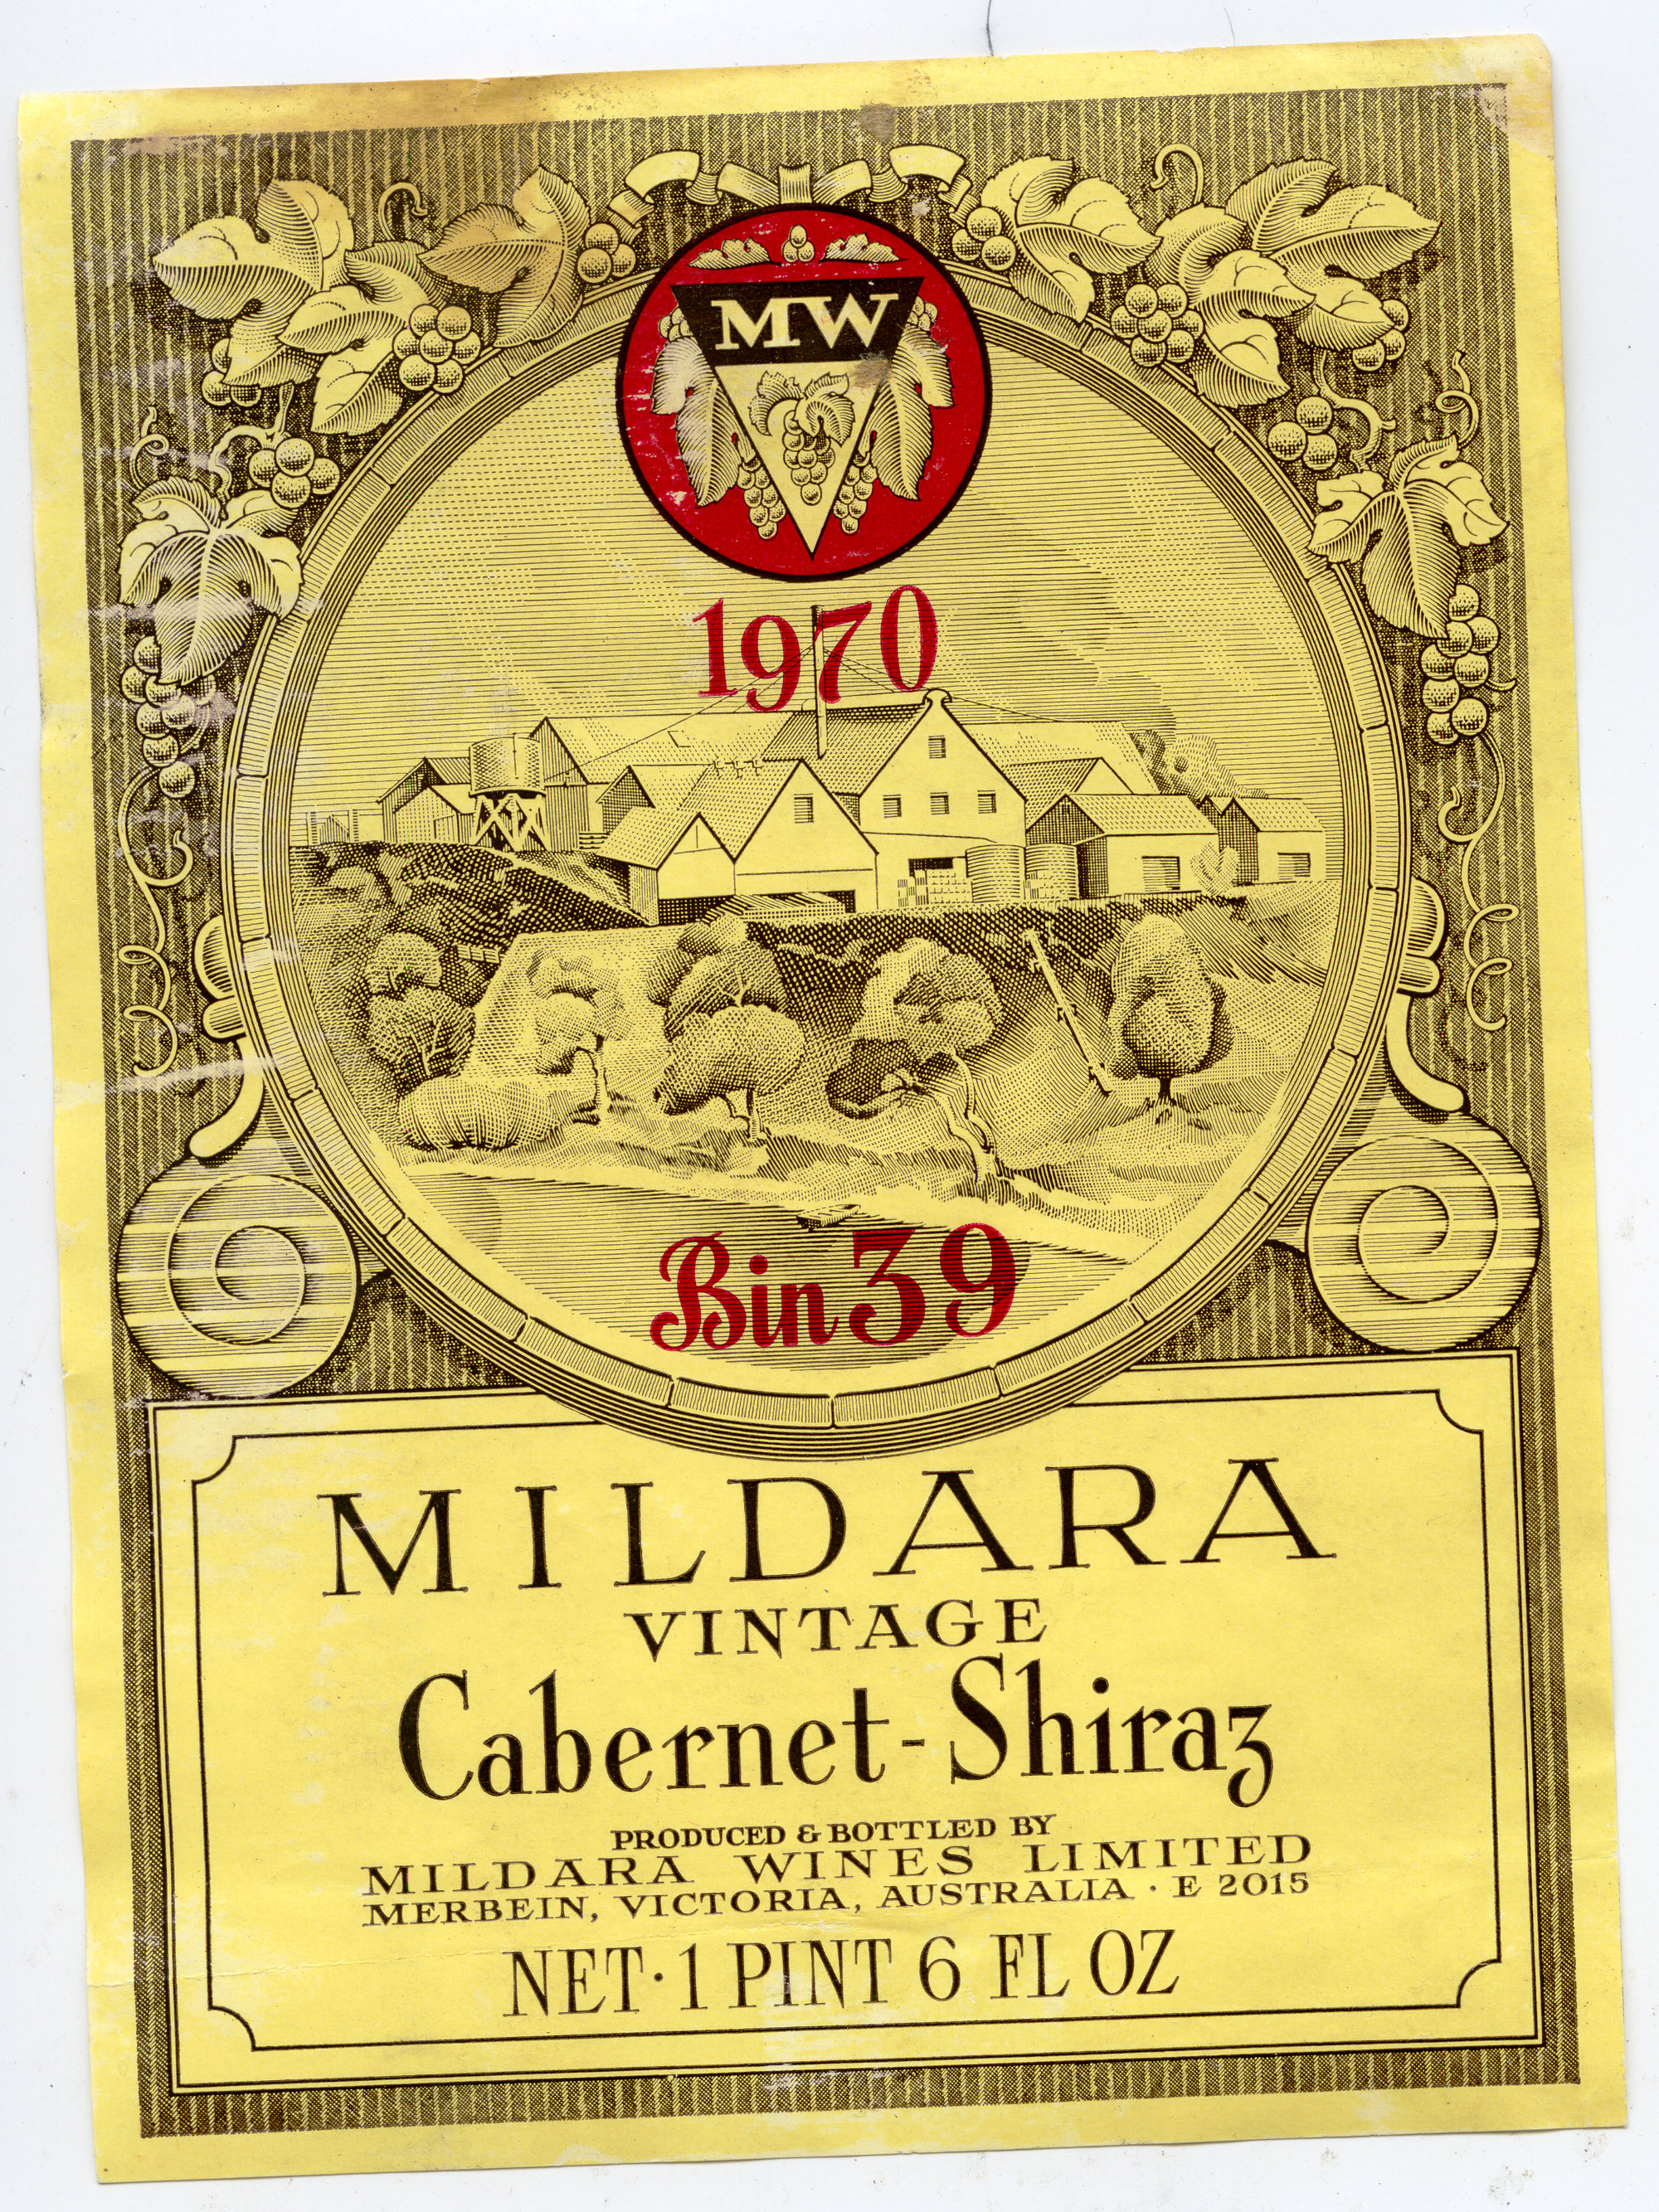 MW
1970
Bin 39
MILDARA
VINTAGE
Cabernet-Shiraz
PRODUCED & BOTTLED BY
MILDARA WINES LIMITED
MERBEIN, VICTORIA, AUSTRALIA · E 2015
NET·1 PINT 6 FL OZ